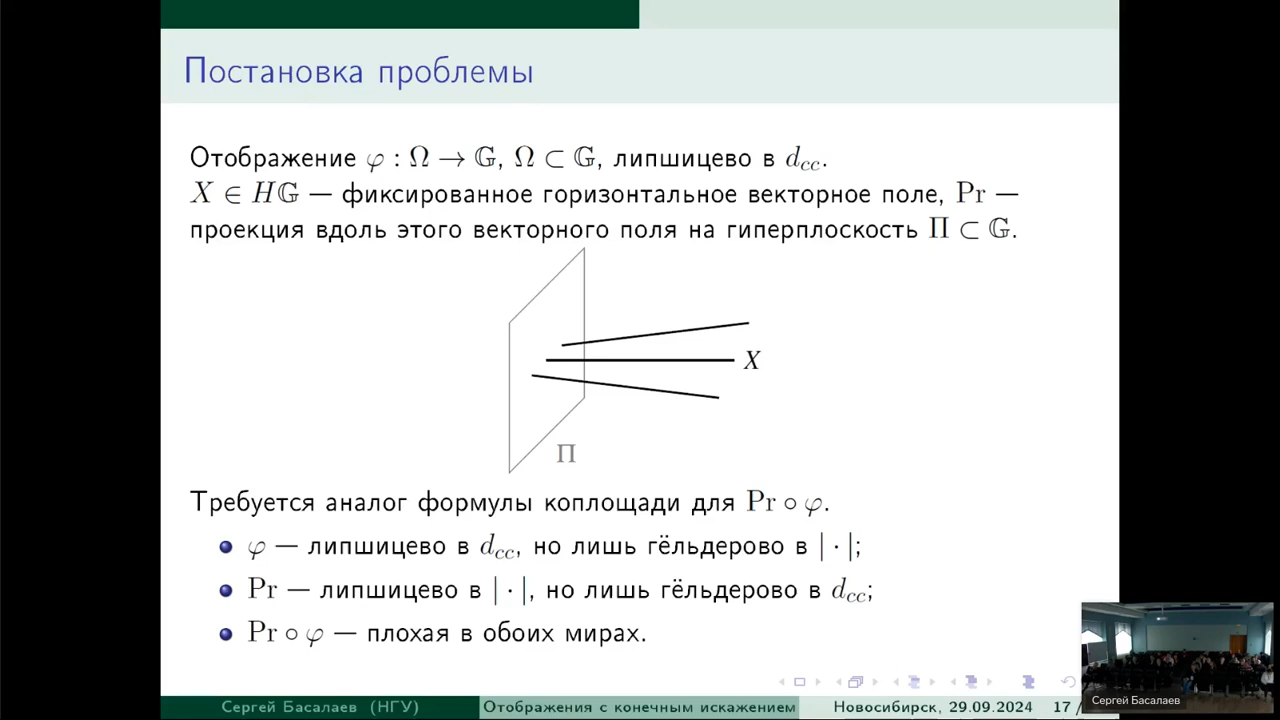 Постановка проблемы
Отображение φ : Ω → 𝔾, Ω ⊂ 𝔾, липшицево в d_cc.
X ∈ H𝔾 — фиксированное горизонтальное векторное поле, Pr —
проекция вдоль этого векторного поля на гиперплоскость Π ⊂ 𝔾.
X
Π
Требуется аналог формулы коплощади для Pr ∘ φ.
φ — липшицево в d_cc, но лишь гёльдерово в | · |;
Pr — липшицево в | · |, но лишь гёльдерово в d_cc;
Pr ∘ φ — плохая в обоих мирах.
Сергей Басалаев (НГУ) Отображения с конечным искажением Новосибирск, 29.09.2024 17 /
Сергей Басалаев